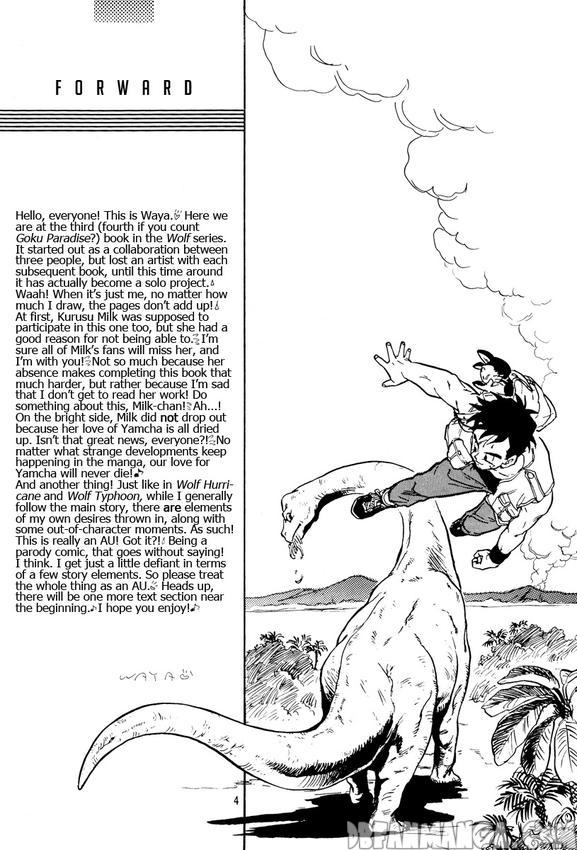 FORWARD
Hello, everyone! This is Waya. Here we
are at the third (fourth if you count
Goku Paradise?) book in the Wolf series.
It started out as a collaboration between
three people, but lost an artist with each
subsequent book, until this time around
it has actually become a solo project.
Waah! When it's just me, no matter how
much I draw, the pages don't add up!
At first, Kurusu Milk was supposed to
participate in this one too, but she had a
good reason for not being able to. I'm
sure all of Milk's fans will miss her, and
I'm with you! Not so much because her
absence makes completing this book that
much harder, but rather because I'm sad
that I don't get to read her work! Do
something about this, Milk-chan! Ah...!
On the bright side, Milk did not drop out
because her love of Yamcha is all dried
up. Isn't that great news, everyone?! No
matter what strange developments keep
happening in the manga, our love for
Yamcha will never die!♪
And another thing! Just like in Wolf Hurri-
cane and Wolf Typhoon, while I generally
follow the main story, there are elements
of my own desires thrown in, along with
some out-of-character moments. As such!
This is really an AU! Got it?! Being a
parody comic, that goes without saying!
I think. I get just a little defiant in terms
of a few story elements. So please treat
the whole thing as an AU. Heads up,
there will be one more text section near
the beginning.♪ I hope you enjoy!♪
WAYA
4
DBFANMANGA.COM